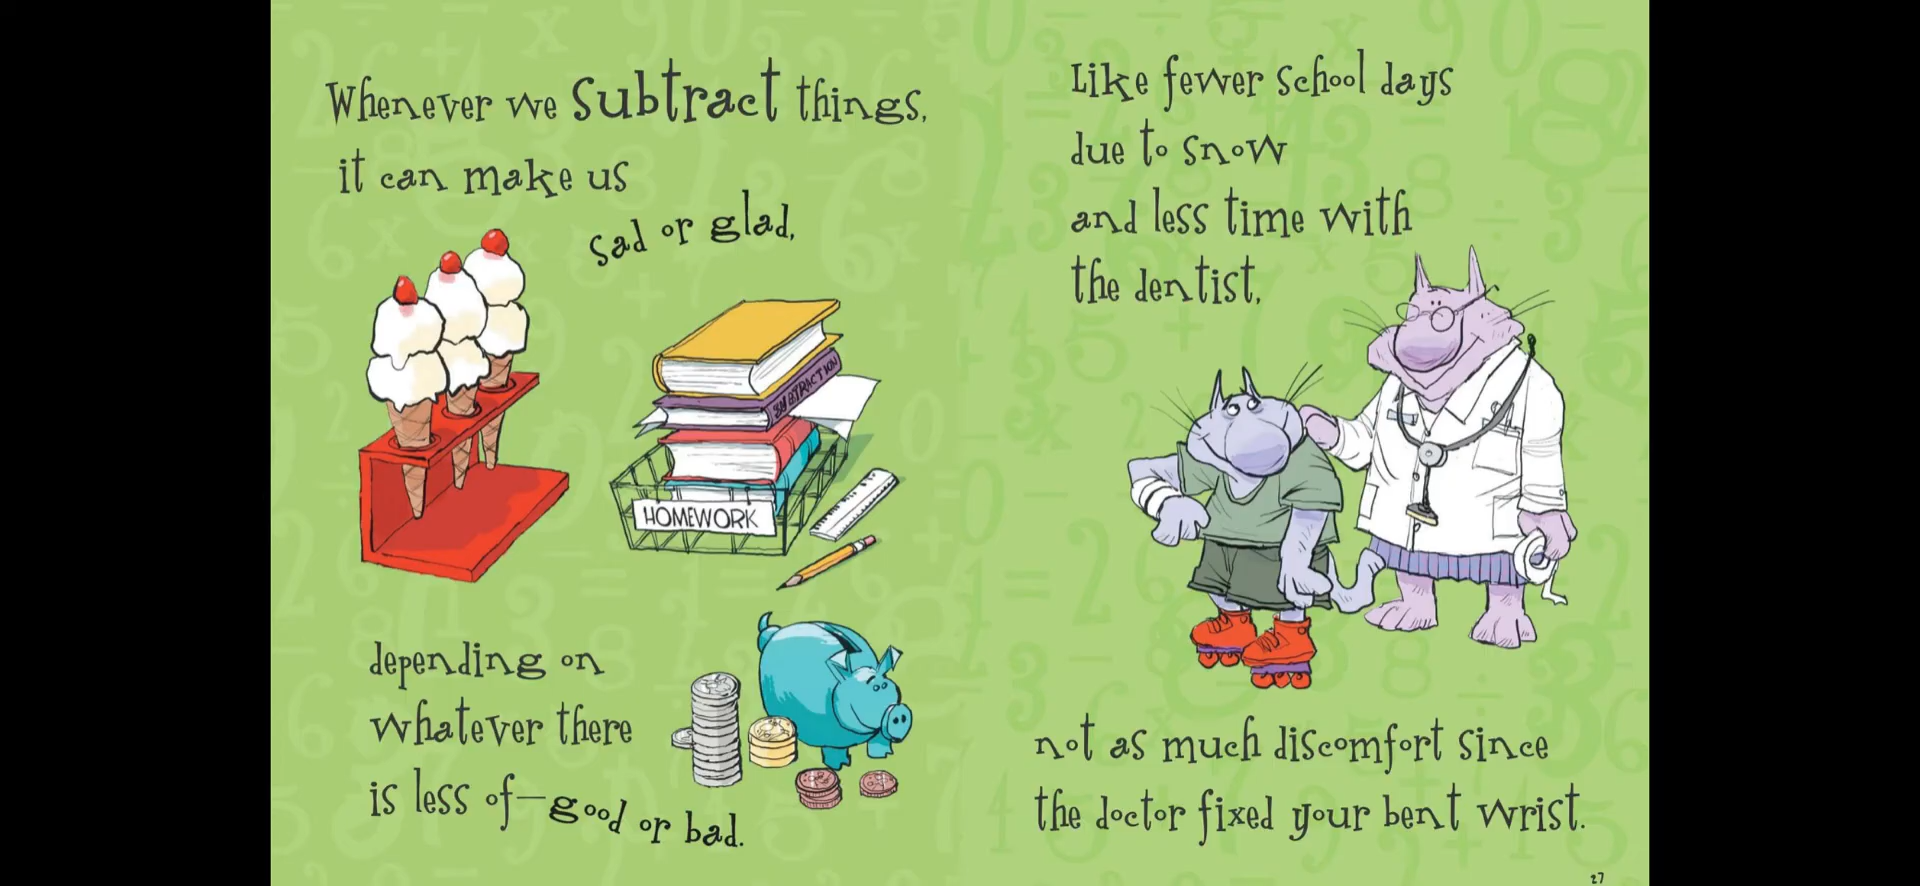 Whenever we subtract things,
it can make us
sad or glad,
SUBTRACTION
HOMEWORK
depending on
whatever there
is less of—good or bad.
Like fewer school days
due to snow
and less time with
the dentist,
not as much discomfort since
the doctor fixed your bent wrist.
27